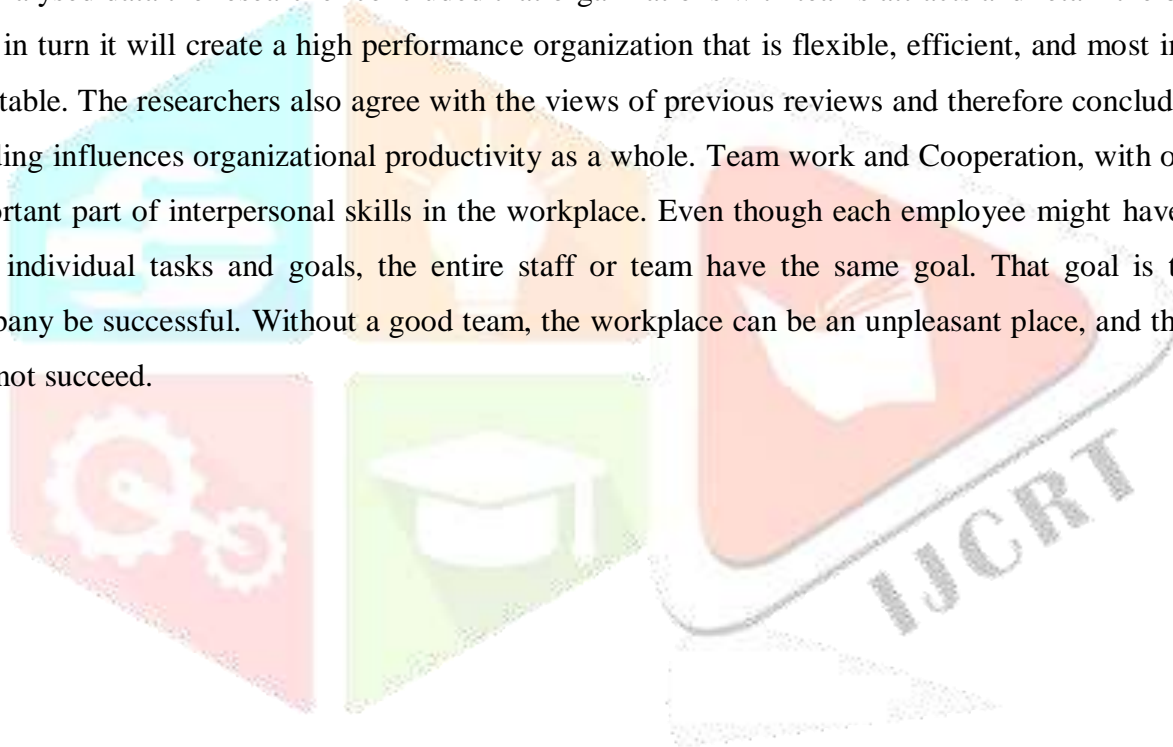 in turn it will create a high performance organization that is flexible, efficient, and most in
table. The researchers also agree with the views of previous reviews and therefore conclud
ding influences organizational productivity as a whole. Team work and Cooperation, with o
ortant part of interpersonal skills in the workplace. Even though each employee might have
individual tasks and goals, the entire staff or team have the same goal. That goal is t
pany be successful. Without a good team, the workplace can be an unpleasant place, and th
not succeed.
IJCRT